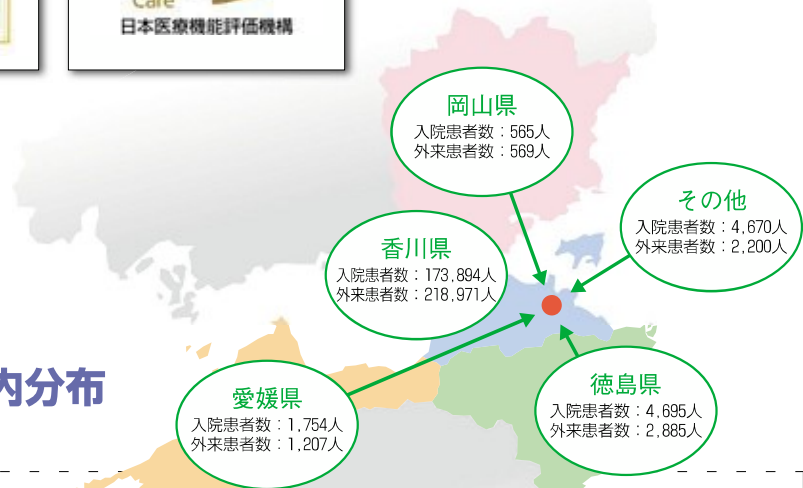 Care
日本医療機能評価機構
岡山県
入院患者数：565人
外来患者数：569人
その他
入院患者数：4,670人
外来患者数：2,200人
香川県
入院患者数：173,894人
外来患者数：218,971人
内分布
愛媛県
入院患者数：1,754人
外来患者数：1,207人
徳島県
入院患者数：4,695人
外来患者数：2,885人